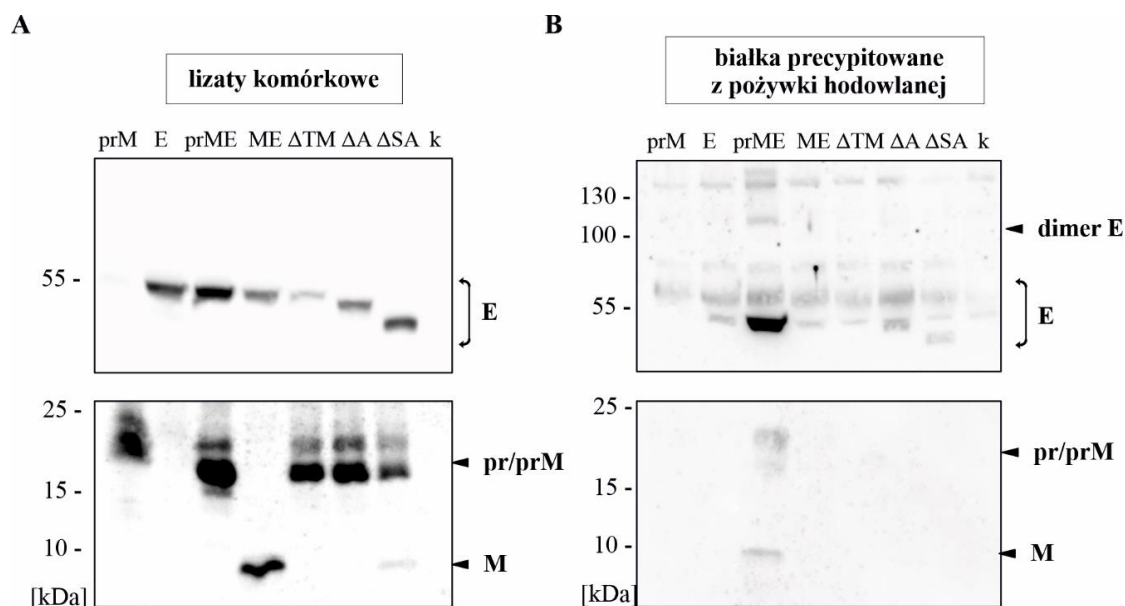 A
lizaty komórkowe
prM E prME ME ΔTM ΔA ΔSA k
55 -
E
25 -
pr/prM
15 -
10 -
M
[kDa]
B
białka precypitowane
z pożywki hodowlanej
prM E prME ME ΔTM ΔA ΔSA k
130 -
100 -
dimer E
55 -
E
25 -
pr/prM
15 -
10 -
M
[kDa]